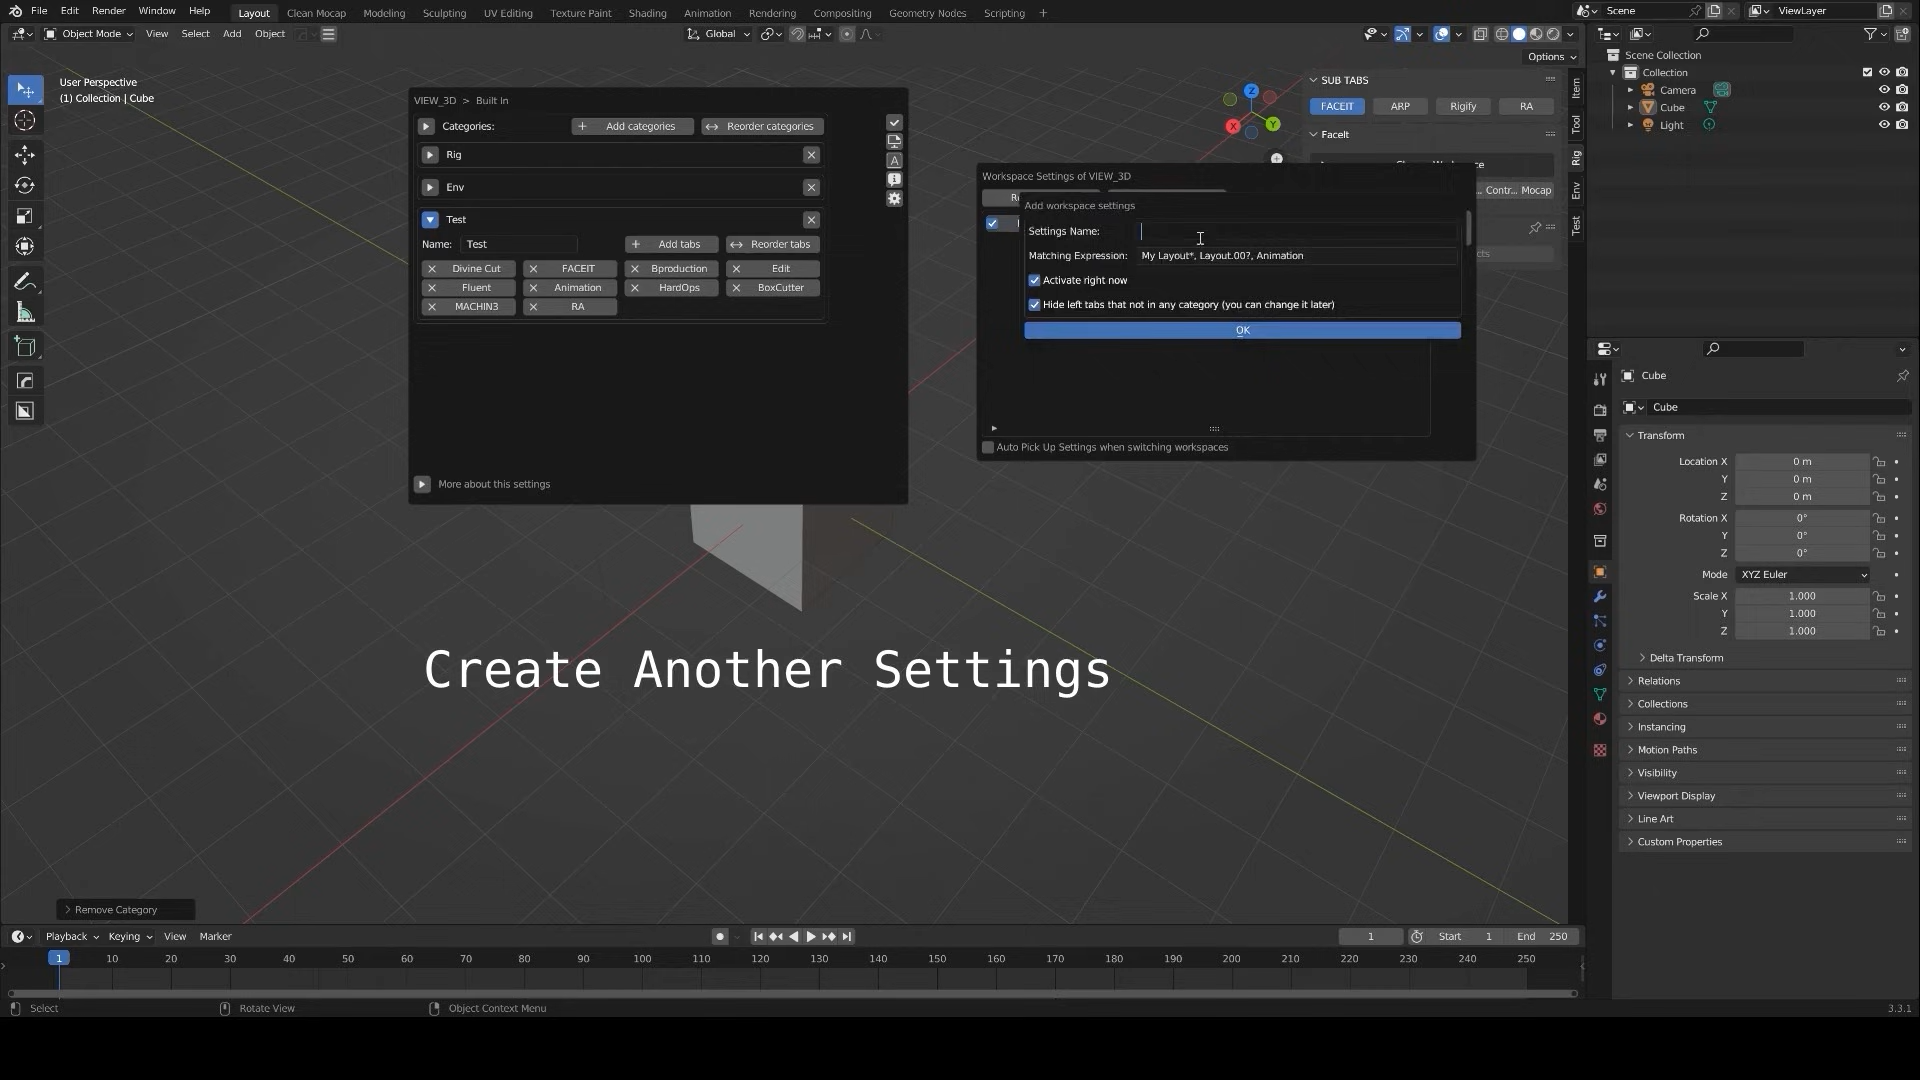 File Edit Render Window Help Layout Clean Mocap Modeling Sculpting UV Editing Texture Paint Shading Animation Rendering Compositing Geometry Nodes Scripting + Scene ViewLayer
Object Mode View Select Add Object Global
Options
User Perspective
(1) Collection | Cube
VIEW_3D > Built In
Categories: + Add categories Reorder categories
Rig
Env
Test
Name: Test + Add tabs Reorder tabs
Divine Cut FACEIT Bproduction Edit
Fluent Animation HardOps BoxCutter
MACHIN3 RA
More about this settings
Z
X
Y
SUB TABS
FACEIT ARP Rigify RA
FaceIt
... Contr... Mocap
Item
Tool
Rig
Env
Test
Workspace Settings of VIEW_3D
Add workspace settings
Settings Name:
Matching Expression: My Layout*, Layout.00?, Animation
Activate right now
Hide left tabs that not in any category (you can change it later)
OK
Auto Pick Up Settings when switching workspaces
Create Another Settings
Remove Category
Scene Collection
Collection
Camera
Cube
Light
Cube
Cube
Transform
Location X 0 m
Y 0 m
Z 0 m
Rotation X 0°
Y 0°
Z 0°
Mode XYZ Euler
Scale X 1.000
Y 1.000
Z 1.000
Delta Transform
Relations
Collections
Instancing
Motion Paths
Visibility
Viewport Display
Line Art
Custom Properties
Playback Keying View Marker 1 Start 1 End 250
1 10 20 30 40 50 60 70 80 90 100 110 120 130 140 150 160 170 180 190 200 210 220 230 240 250
Select Rotate View Object Context Menu 3.3.1